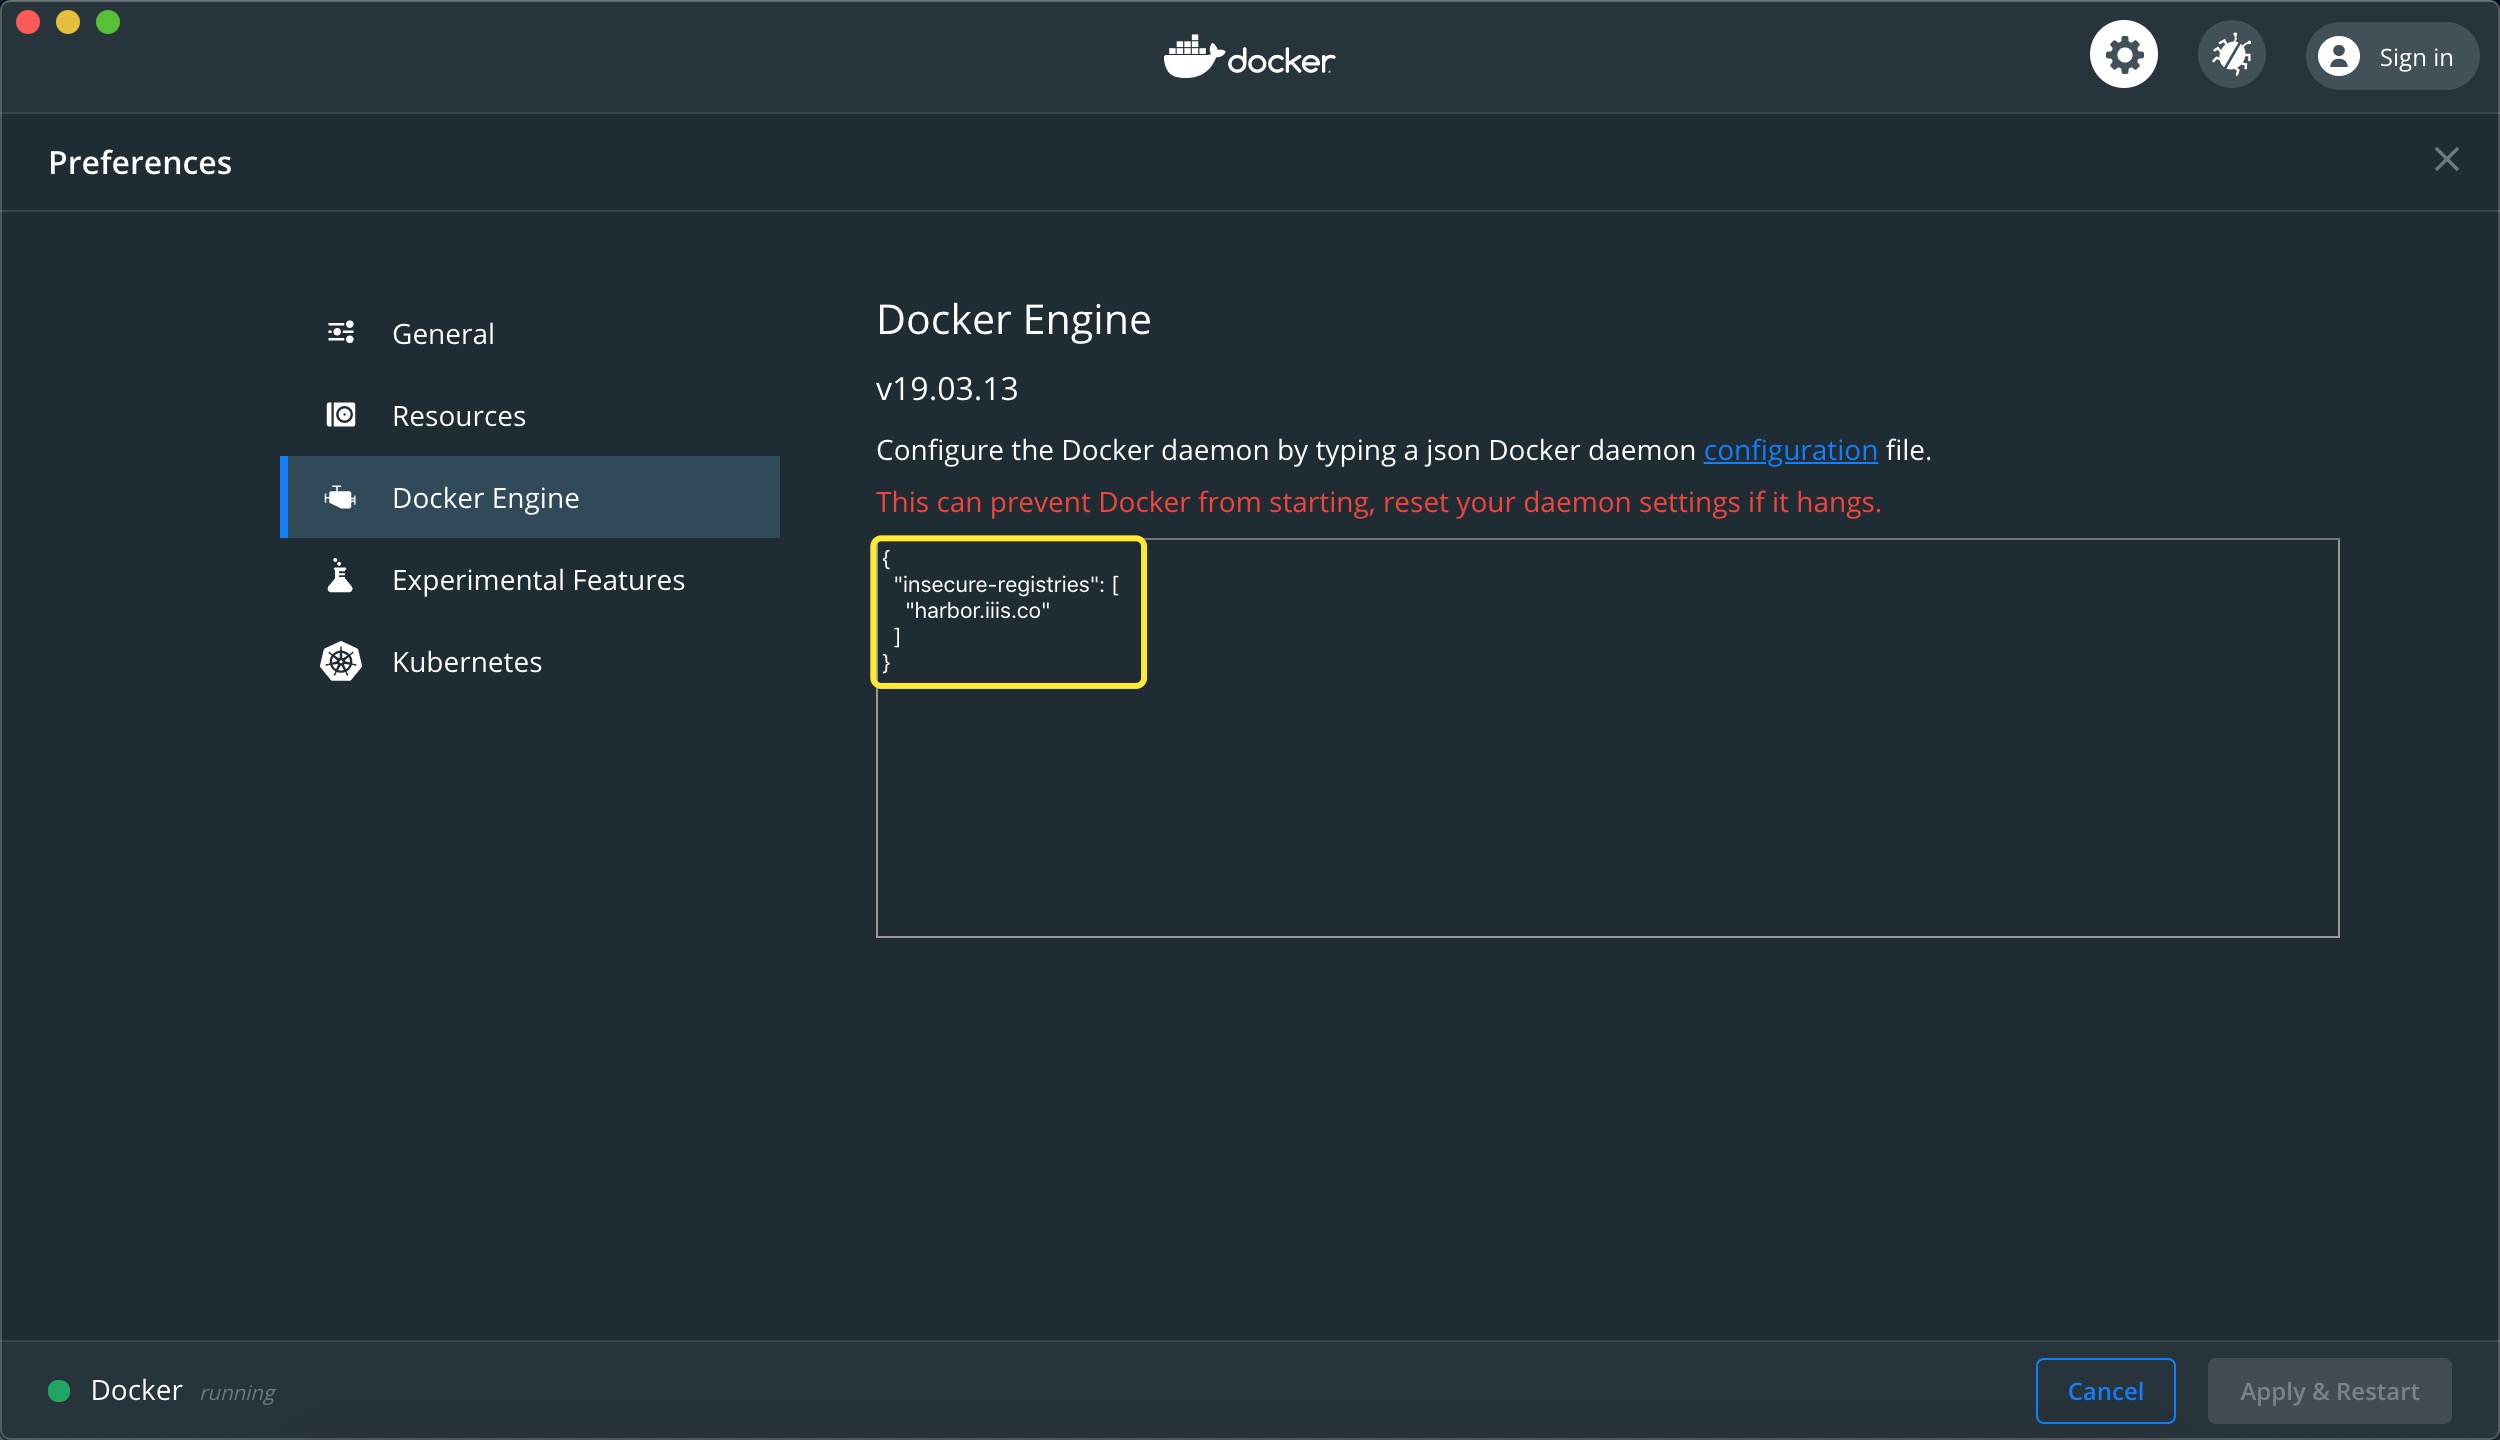 docker
Sign in
Preferences
General
Resources
Docker Engine
Experimental Features
Kubernetes
Docker Engine
v19.03.13
Configure the Docker daemon by typing a json Docker daemon configuration file.
This can prevent Docker from starting, reset your daemon settings if it hangs.
{
  "insecure-registries": [
    "harbor.iiis.co"
  ]
}
Docker running
Cancel
Apply & Restart